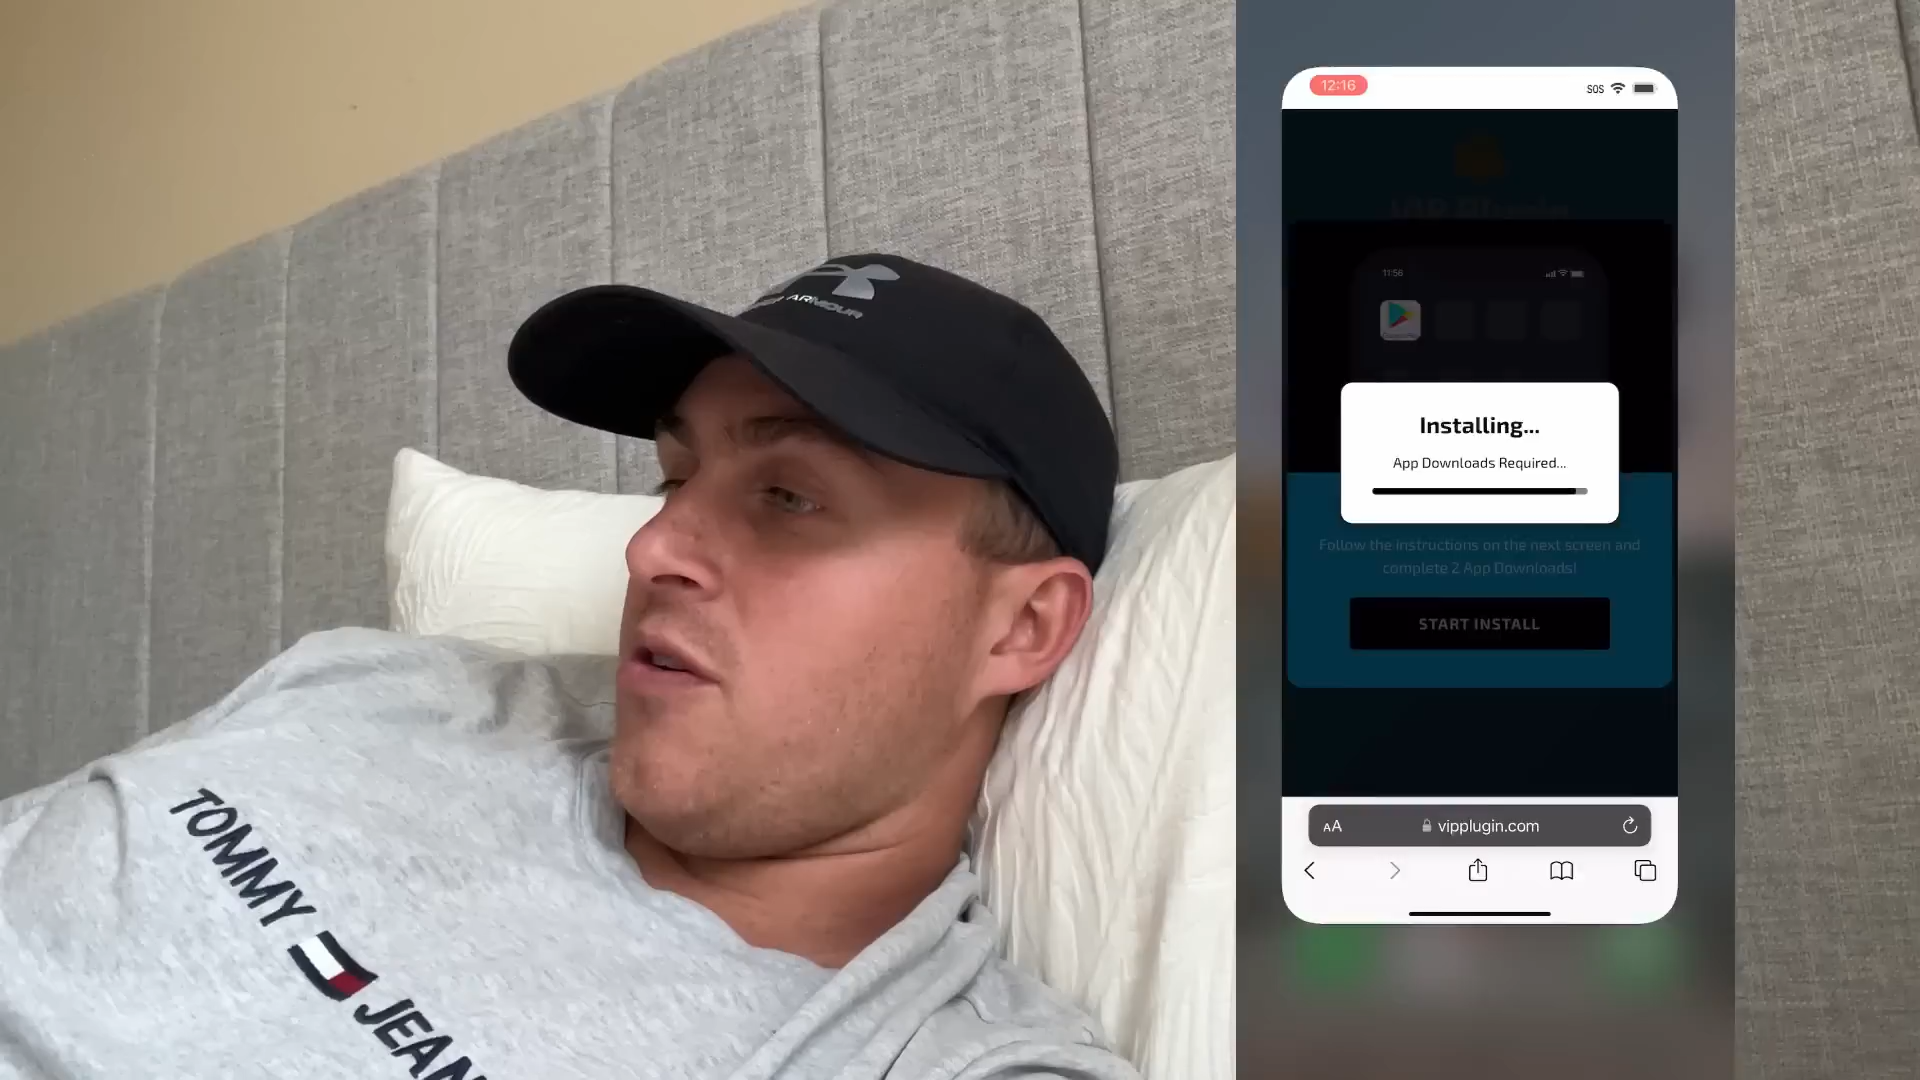 ARMOUR
TOMMY
JEAN
12:16
SOS
11:56
Installing...
App Downloads Required...
Follow the instructions on the next screen and
complete 2 App Downloads!
START INSTALL
AA
vipplugin.com